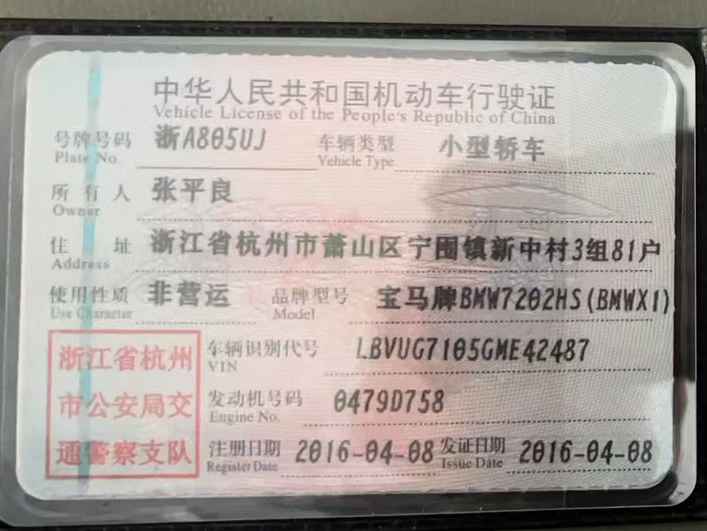 中华人民共和国机动车行驶证
Vehicle License of the People's Republic of China
号牌号码 浙A805UJ 车辆类型 小型轿车
Plate No. Vehicle Type
所有人 张平良
Owner
住址 浙江省杭州市萧山区宁围镇新中村3组81户
Address
使用性质 非营运 品牌型号 宝马牌BMW7202HS(BMWX1)
Use Character Model
浙江省杭州 车辆识别代号 LBVUG7105GME42487
VIN
市公安局交 发动机号码 0479D758
Engine No.
通警察支队 注册日期 2016-04-08 发证日期 2016-04-08
Register Date Issue Date